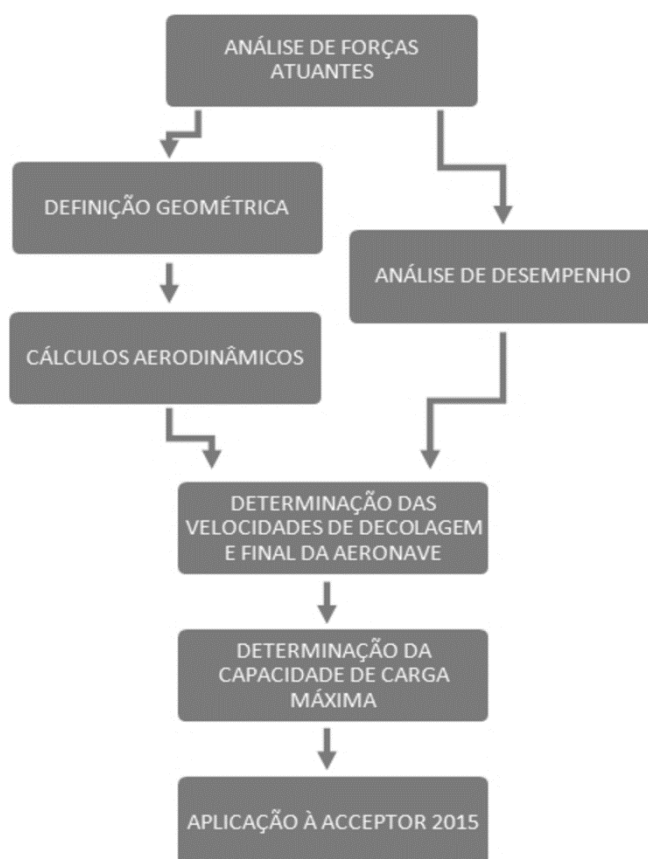 ANÁLISE DE FORÇAS
ATUANTES
DEFINIÇÃO GEOMÉTRICA
ANÁLISE DE DESEMPENHO
CÁLCULOS AERODINÂMICOS
DETERMINAÇÃO DAS
VELOCIDADES DE DECOLAGEM
E FINAL DA AERONAVE
DETERMINAÇÃO DA
CAPACIDADE DE CARGA
MÁXIMA
APLICAÇÃO À ACCEPTOR 2015